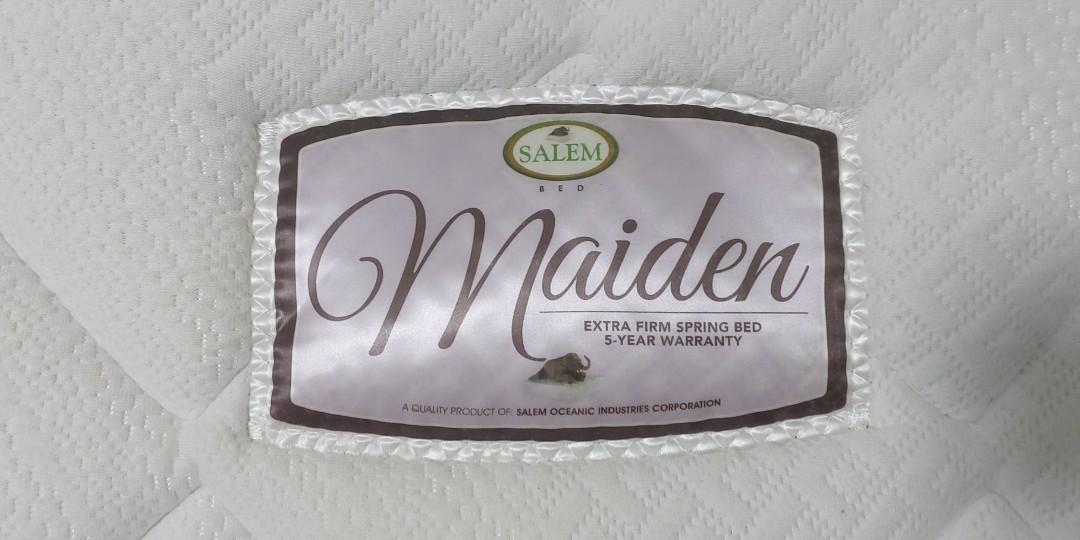 SALEM
BED
Maiden
EXTRA FIRM SPRING BED
5-YEAR WARRANTY
A QUALITY PRODUCT OF: SALEM OCEANIC INDUSTRIES CORPORATION